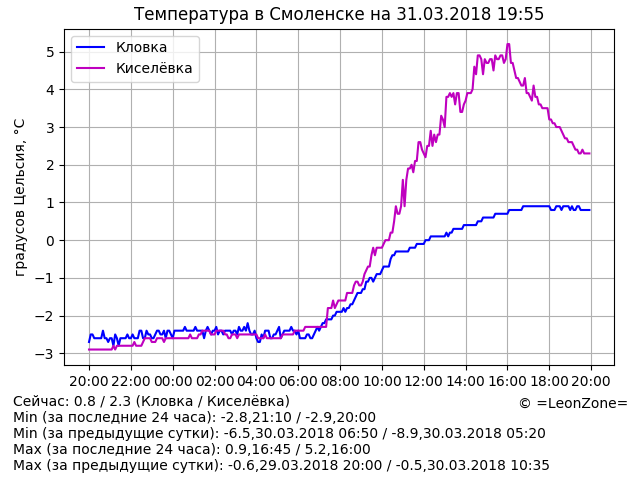 Температура в Смоленске на 31.03.2018 19:55
Кловка
Киселёвка
градусов Цельсия, °C
5
4
3
2
1
0
−1
−2
−3
20:00 22:00 00:00 02:00 04:00 06:00 08:00 10:00 12:00 14:00 16:00 18:00 20:00
Сейчас: 0.8 / 2.3 (Кловка / Киселёвка)
© =LeonZone=
Min (за последние 24 часа): -2.8,21:10 / -2.9,20:00
Min (за предыдущие сутки): -6.5,30.03.2018 06:50 / -8.9,30.03.2018 05:20
Max (за последние 24 часа): 0.9,16:45 / 5.2,16:00
Max (за предыдущие сутки): -0.6,29.03.2018 20:00 / -0.5,30.03.2018 10:35